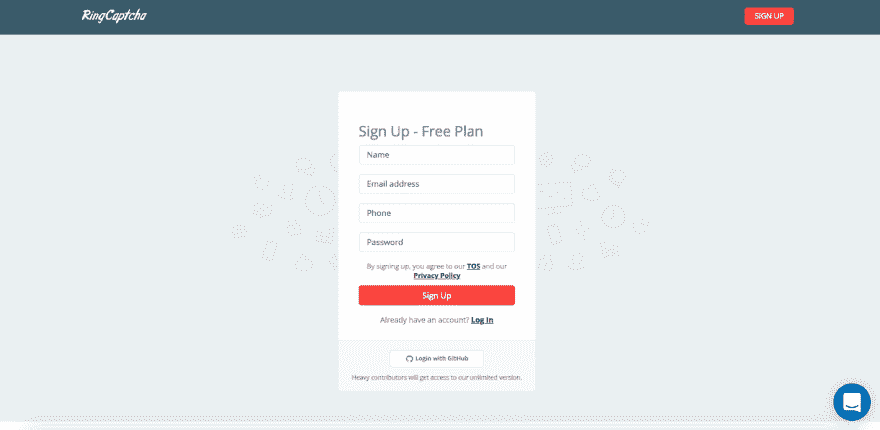 RingCaptcha
SIGN UP
Sign Up - Free Plan
Name
Email address
Phone
Password
By signing up, you agree to our TOS and our
Privacy Policy
Sign Up
Already have an account? Log In
Login with GitHub
Heavy contributors will get access to our unlimited version.